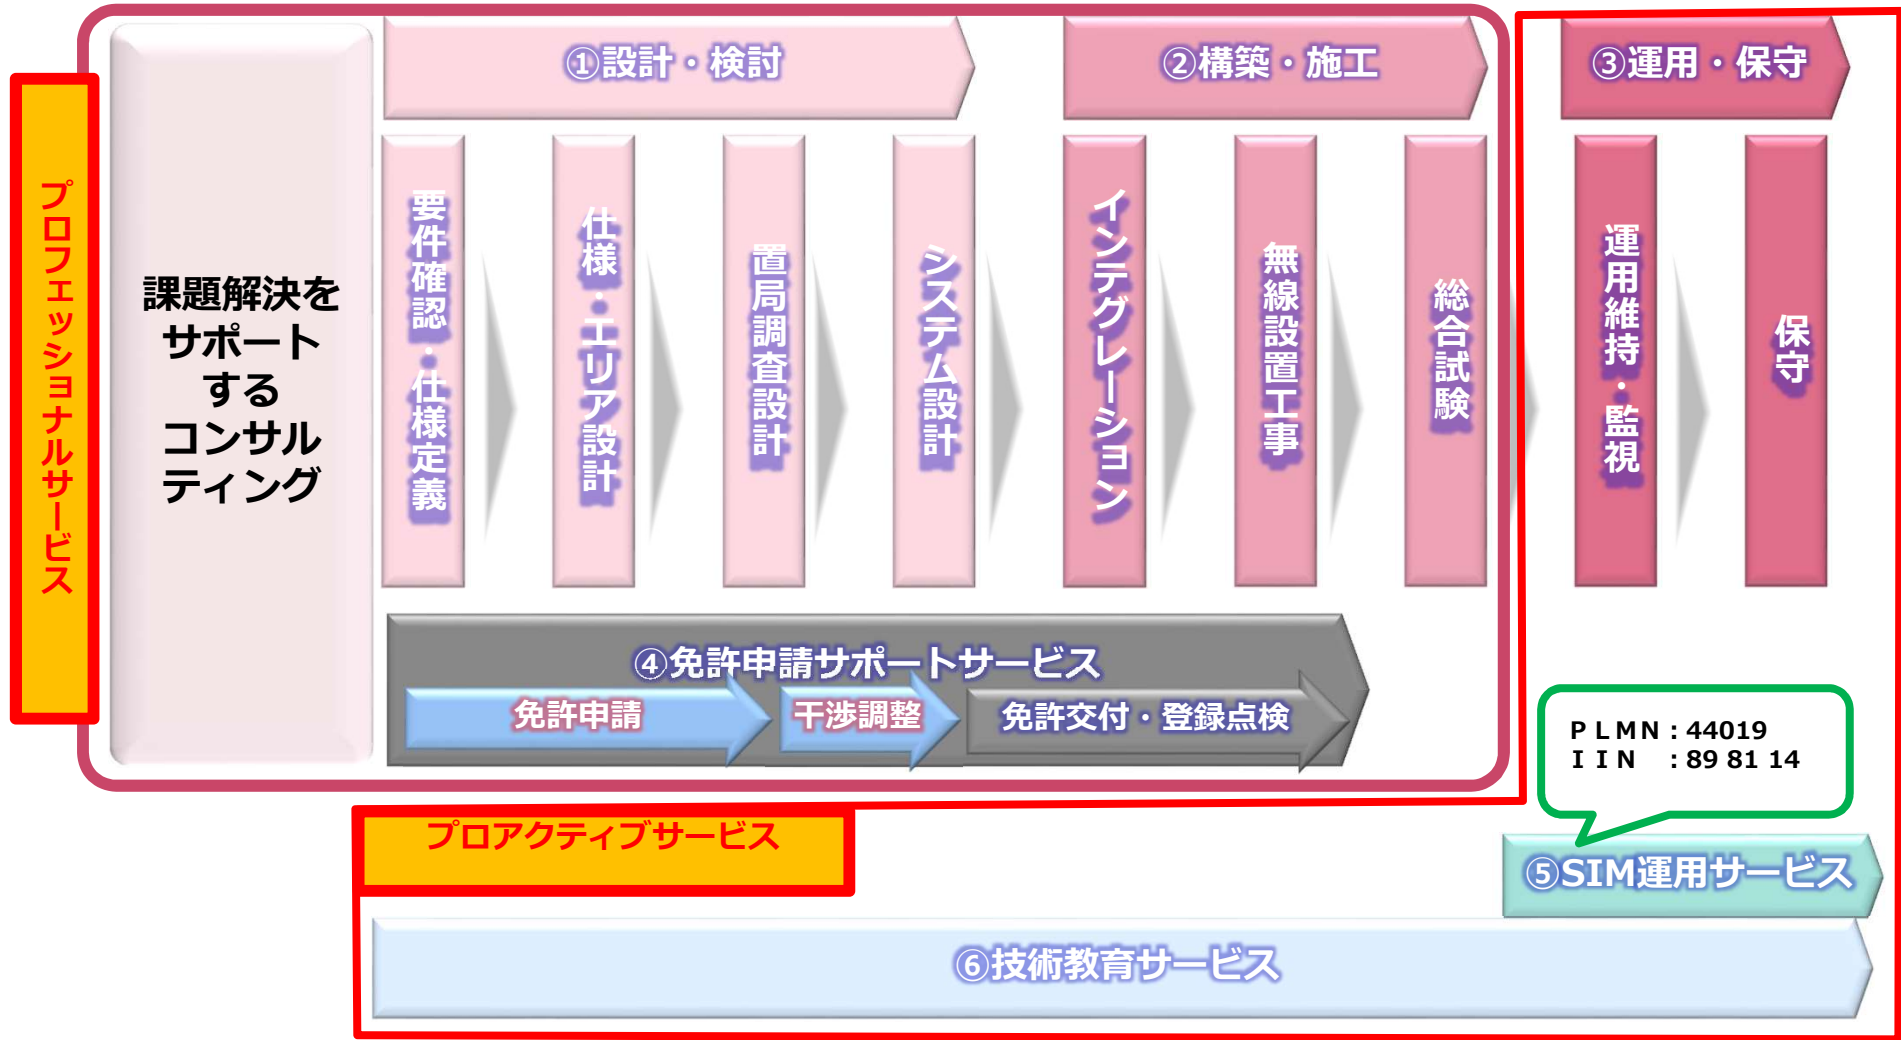 プロフェッショナルサービス
課題解決を
サポート
する
コンサル
ティング
①設計・検討
②構築・施工
③運用・保守
要件確認・仕様定義
仕様・エリア設計
置局調査設計
システム設計
インテグレーション
無線設置工事
総合試験
運用維持・監視
保守
④免許申請サポートサービス
免許申請
干渉調整
免許交付・登録点検
ＰＬＭＮ：44019
ＩＩＮ　：89 81 14
プロアクティブサービス
⑤SIM運用サービス
⑥技術教育サービス